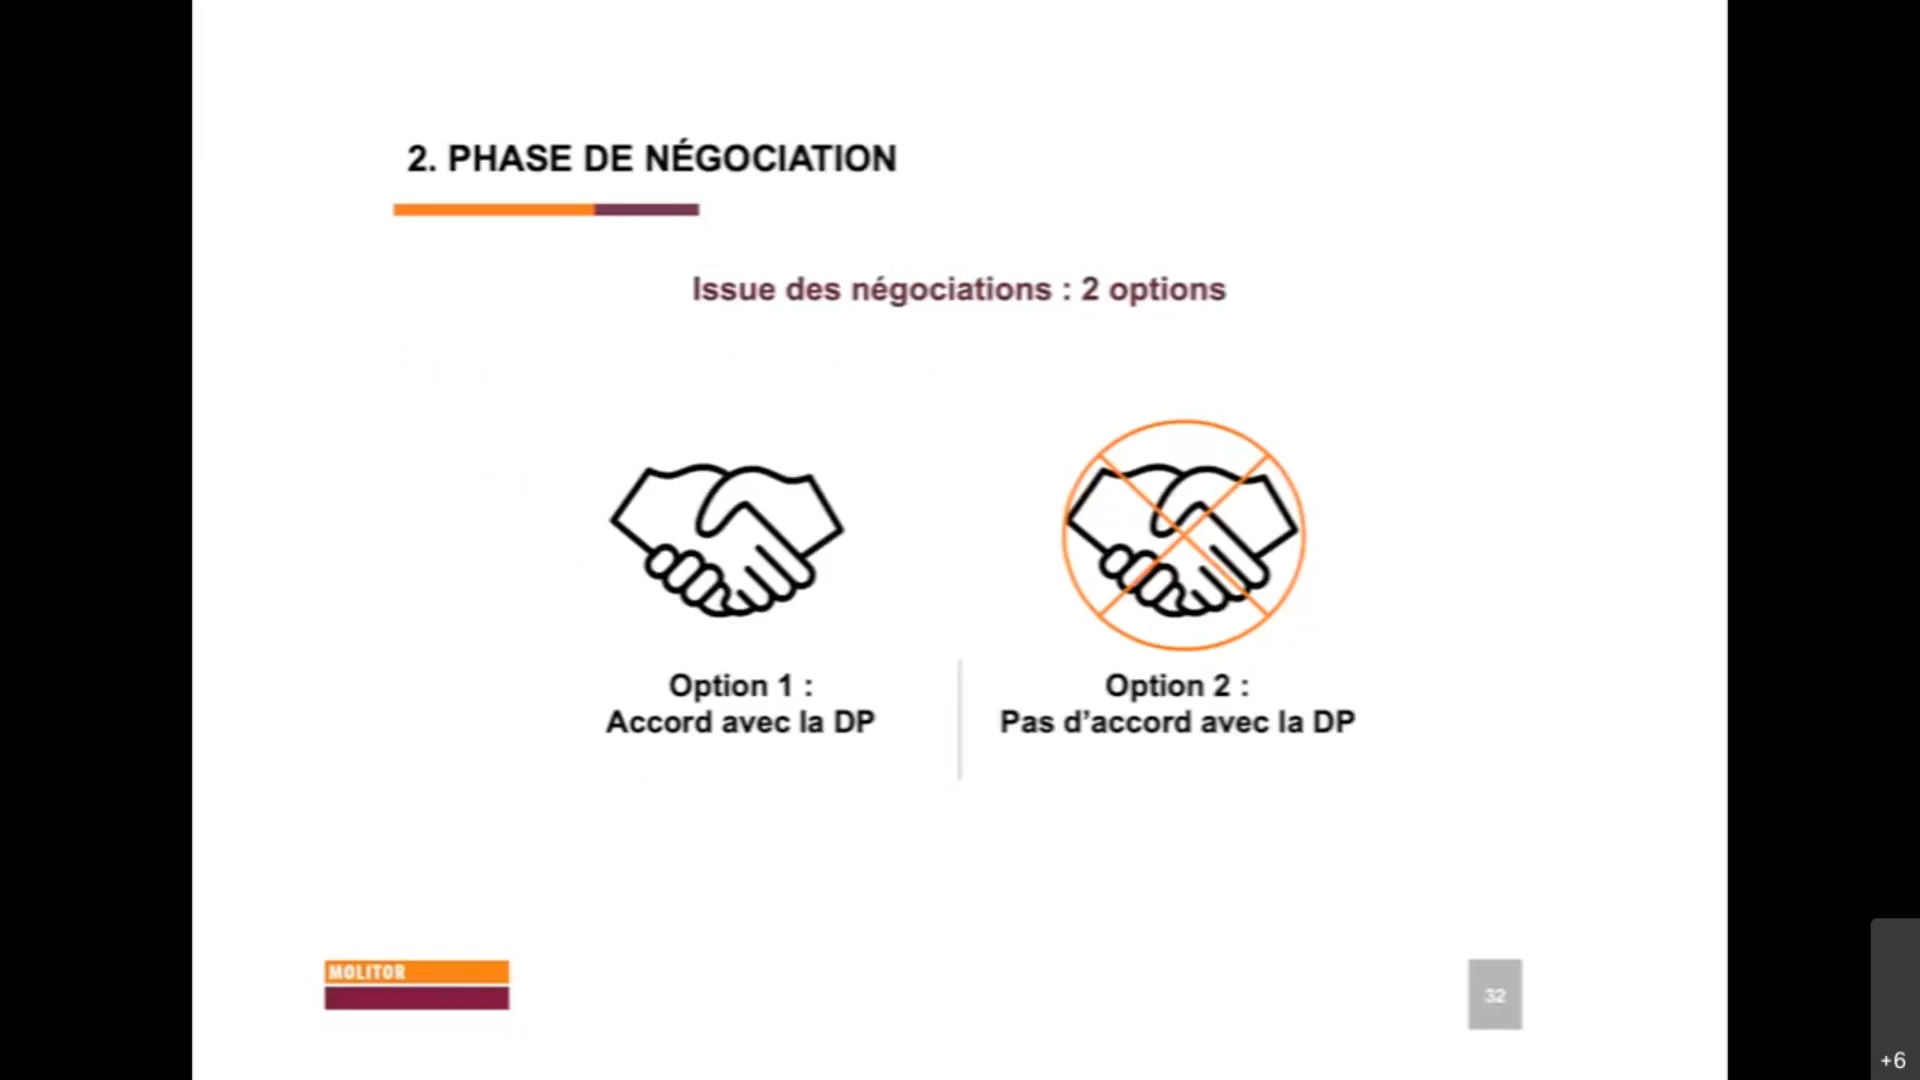 2. PHASE DE NÉGOCIATION
Issue des négociations : 2 options
Option 1 :
Accord avec la DP
Option 2 :
Pas d’accord avec la DP
MOLITOR
32
+6